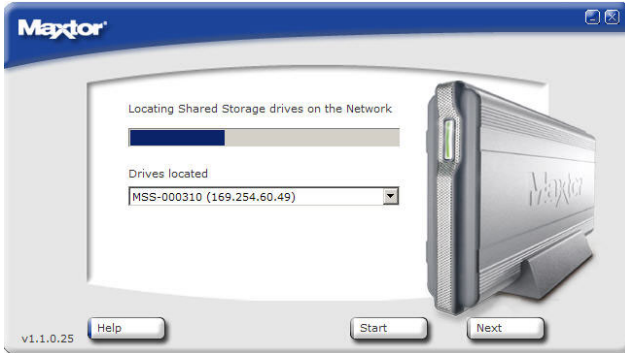 Maxtor
Locating Shared Storage drives on the Network
Drives located
MSS-000310 (169.254.60.49)
Maxtor
v1.1.0.25
Help
Start
Next